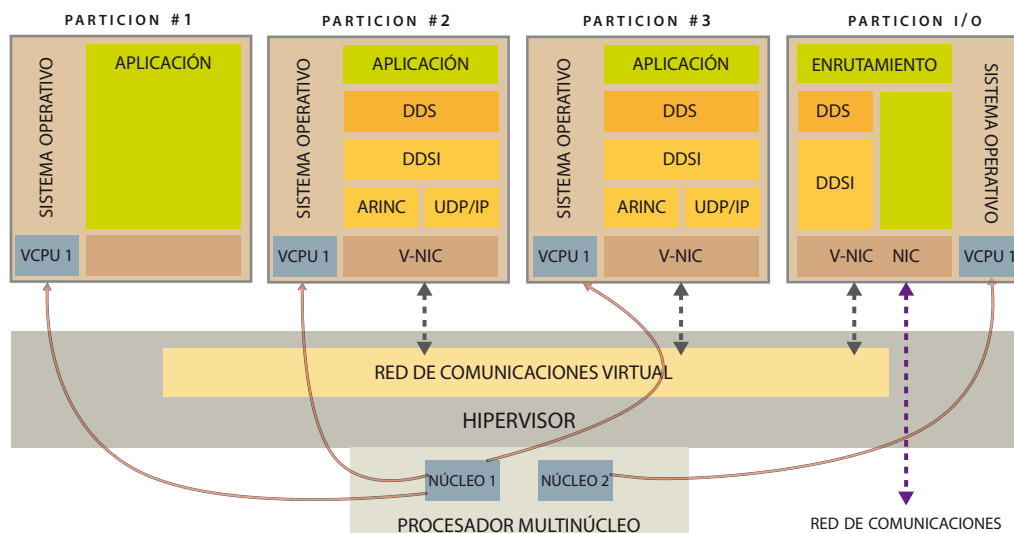 PARTICION #1
PARTICION #2
PARTICION #3
PARTICION I/O
SISTEMA OPERATIVO
APLICACIÓN
VCPU 1
SISTEMA OPERATIVO
APLICACIÓN
DDS
DDSI
ARINC
UDP/IP
VCPU 1
V-NIC
SISTEMA OPERATIVO
APLICACIÓN
DDS
DDSI
ARINC
UDP/IP
VCPU 1
V-NIC
ENRUTAMIENTO
DDS
DDSI
SISTEMA OPERATIVO
V-NIC
NIC
VCPU 1
RED DE COMUNICACIONES VIRTUAL
HIPERVISOR
NÚCLEO 1
NÚCLEO 2
PROCESADOR MULTINÚCLEO
RED DE COMUNICACIONES